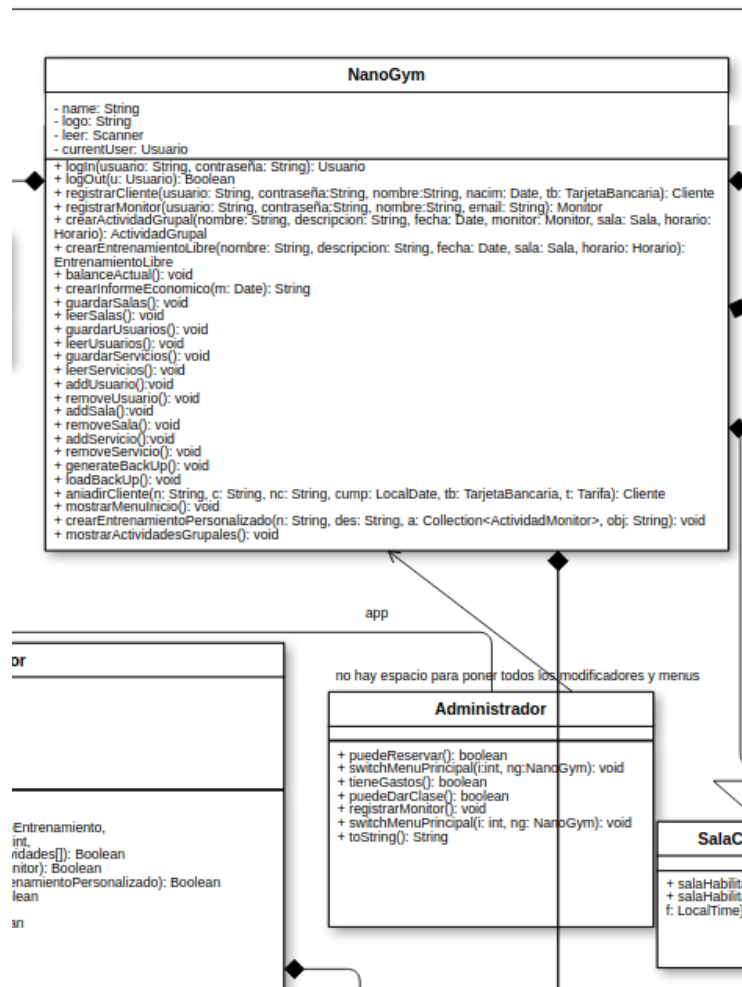 NanoGym
- name: String
- logo: String
- leer: Scanner
- currentUser: Usuario
+ logIn(usuario: String, contraseña: String): Usuario
+ logOut(u: Usuario): Boolean
+ registrarCliente(usuario: String, contraseña:String, nombre:String, nacim: Date, tb: TarjetaBancaria): Cliente
+ registrarMonitor(usuario: String, contraseña:String, nombre:String, email: String): Monitor
+ crearActividadGrupal(nombre: String, descripcion: String, fecha: Date, monitor: Monitor, sala: Sala, horario:
Horario): ActividadGrupal
+ crearEntrenamientoLibre(nombre: String, descripcion: String, fecha: Date, sala: Sala, horario: Horario):
EntrenamientoLibre
+ balanceActual(): void
+ crearInformeEconomico(m: Date): String
+ guardarSalas(): void
+ leerSalas(): void
+ guardarUsuarios(): void
+ leerUsuarios(): void
+ guardarServicios(): void
+ leerServicios(): void
+ addUsuario():void
+ removeUsuario(): void
+ addSala():void
+ removeSala(): void
+ addServicio():void
+ removeServicio(): void
+ generateBackUp(): void
+ loadBackUp(): void
+ aniadirCliente(n: String, c: String, nc: String, cump: LocalDate, tb: TarjetaBancaria, t: Tarifa): Cliente
+ mostrarMenuInicio(): void
+ crearEntrenamientoPersonalizado(n: String, des: String, a: Collection<ActividadMonitor>, obj: String): void
+ mostrarActividadesGrupales(): void
app
no hay espacio para poner todos los modificadores y menus
or
Entrenamiento,
int,
vidades[]): Boolean
nitor): Boolean
enamientoPersonalizado): Boolean
lean
an
Administrador
+ puedeReservar(): boolean
+ switchMenuPrincipal(i:int, ng:NanoGym): void
+ tieneGastos(): boolean
+ puedeDarClase(): boolean
+ registrarMonitor(): void
+ switchMenuPrincipal(i: int, ng: NanoGym): void
+ toString(): String
SalaC
+ salaHabilit
+ salaHabilit
f: LocalTime)